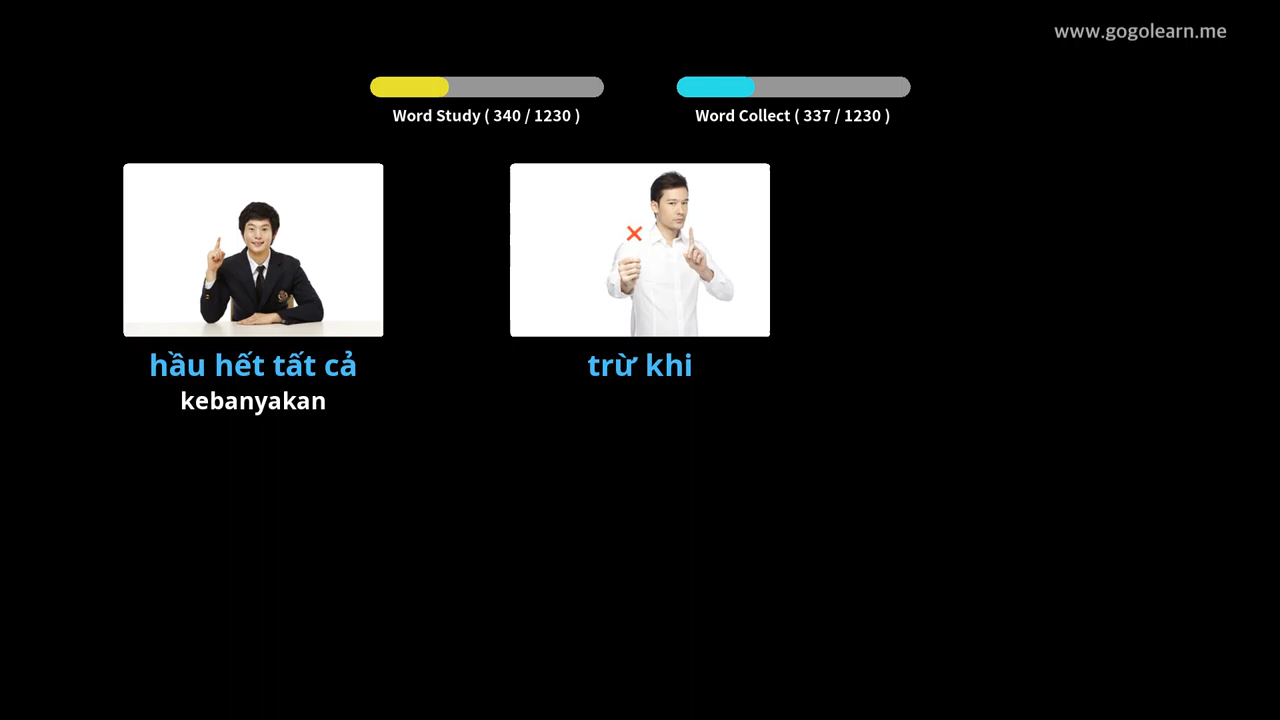 www.gogolearn.me
Word Study ( 340 / 1230 )
Word Collect ( 337 / 1230 )
hầu hết tất cả
kebanyakan
trừ khi